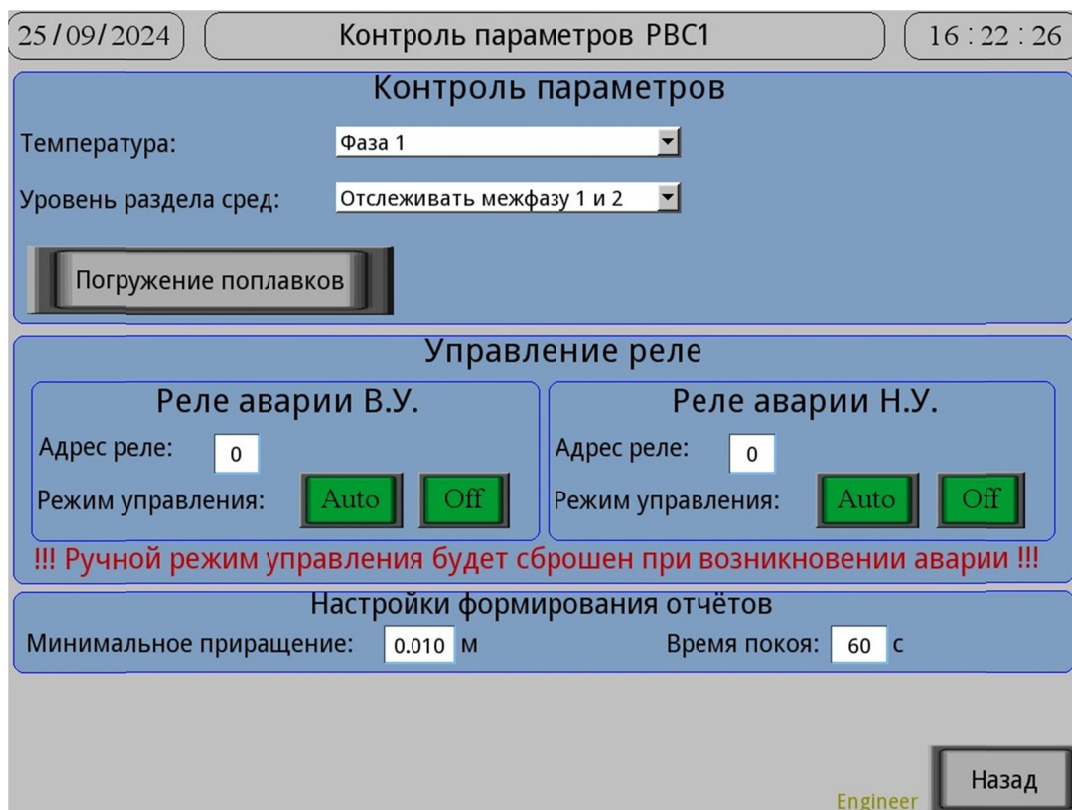 25/09/2024 Контроль параметров РВС1 16 : 22 : 26
Контроль параметров
Температура: Фаза 1
Уровень раздела сред: Отслеживать межфазу 1 и 2
Погружение поплавков
Управление реле
Реле аварии В.У.
Адрес реле: 0
Режим управления: Auto Off
Реле аварии Н.У.
Адрес реле: 0
Режим управления: Auto Off
!!! Ручной режим управления будет сброшен при возникновении аварии !!!
Настройки формирования отчётов
Минимальное приращение: 0.010 м Время покоя: 60 с
Engineer Назад